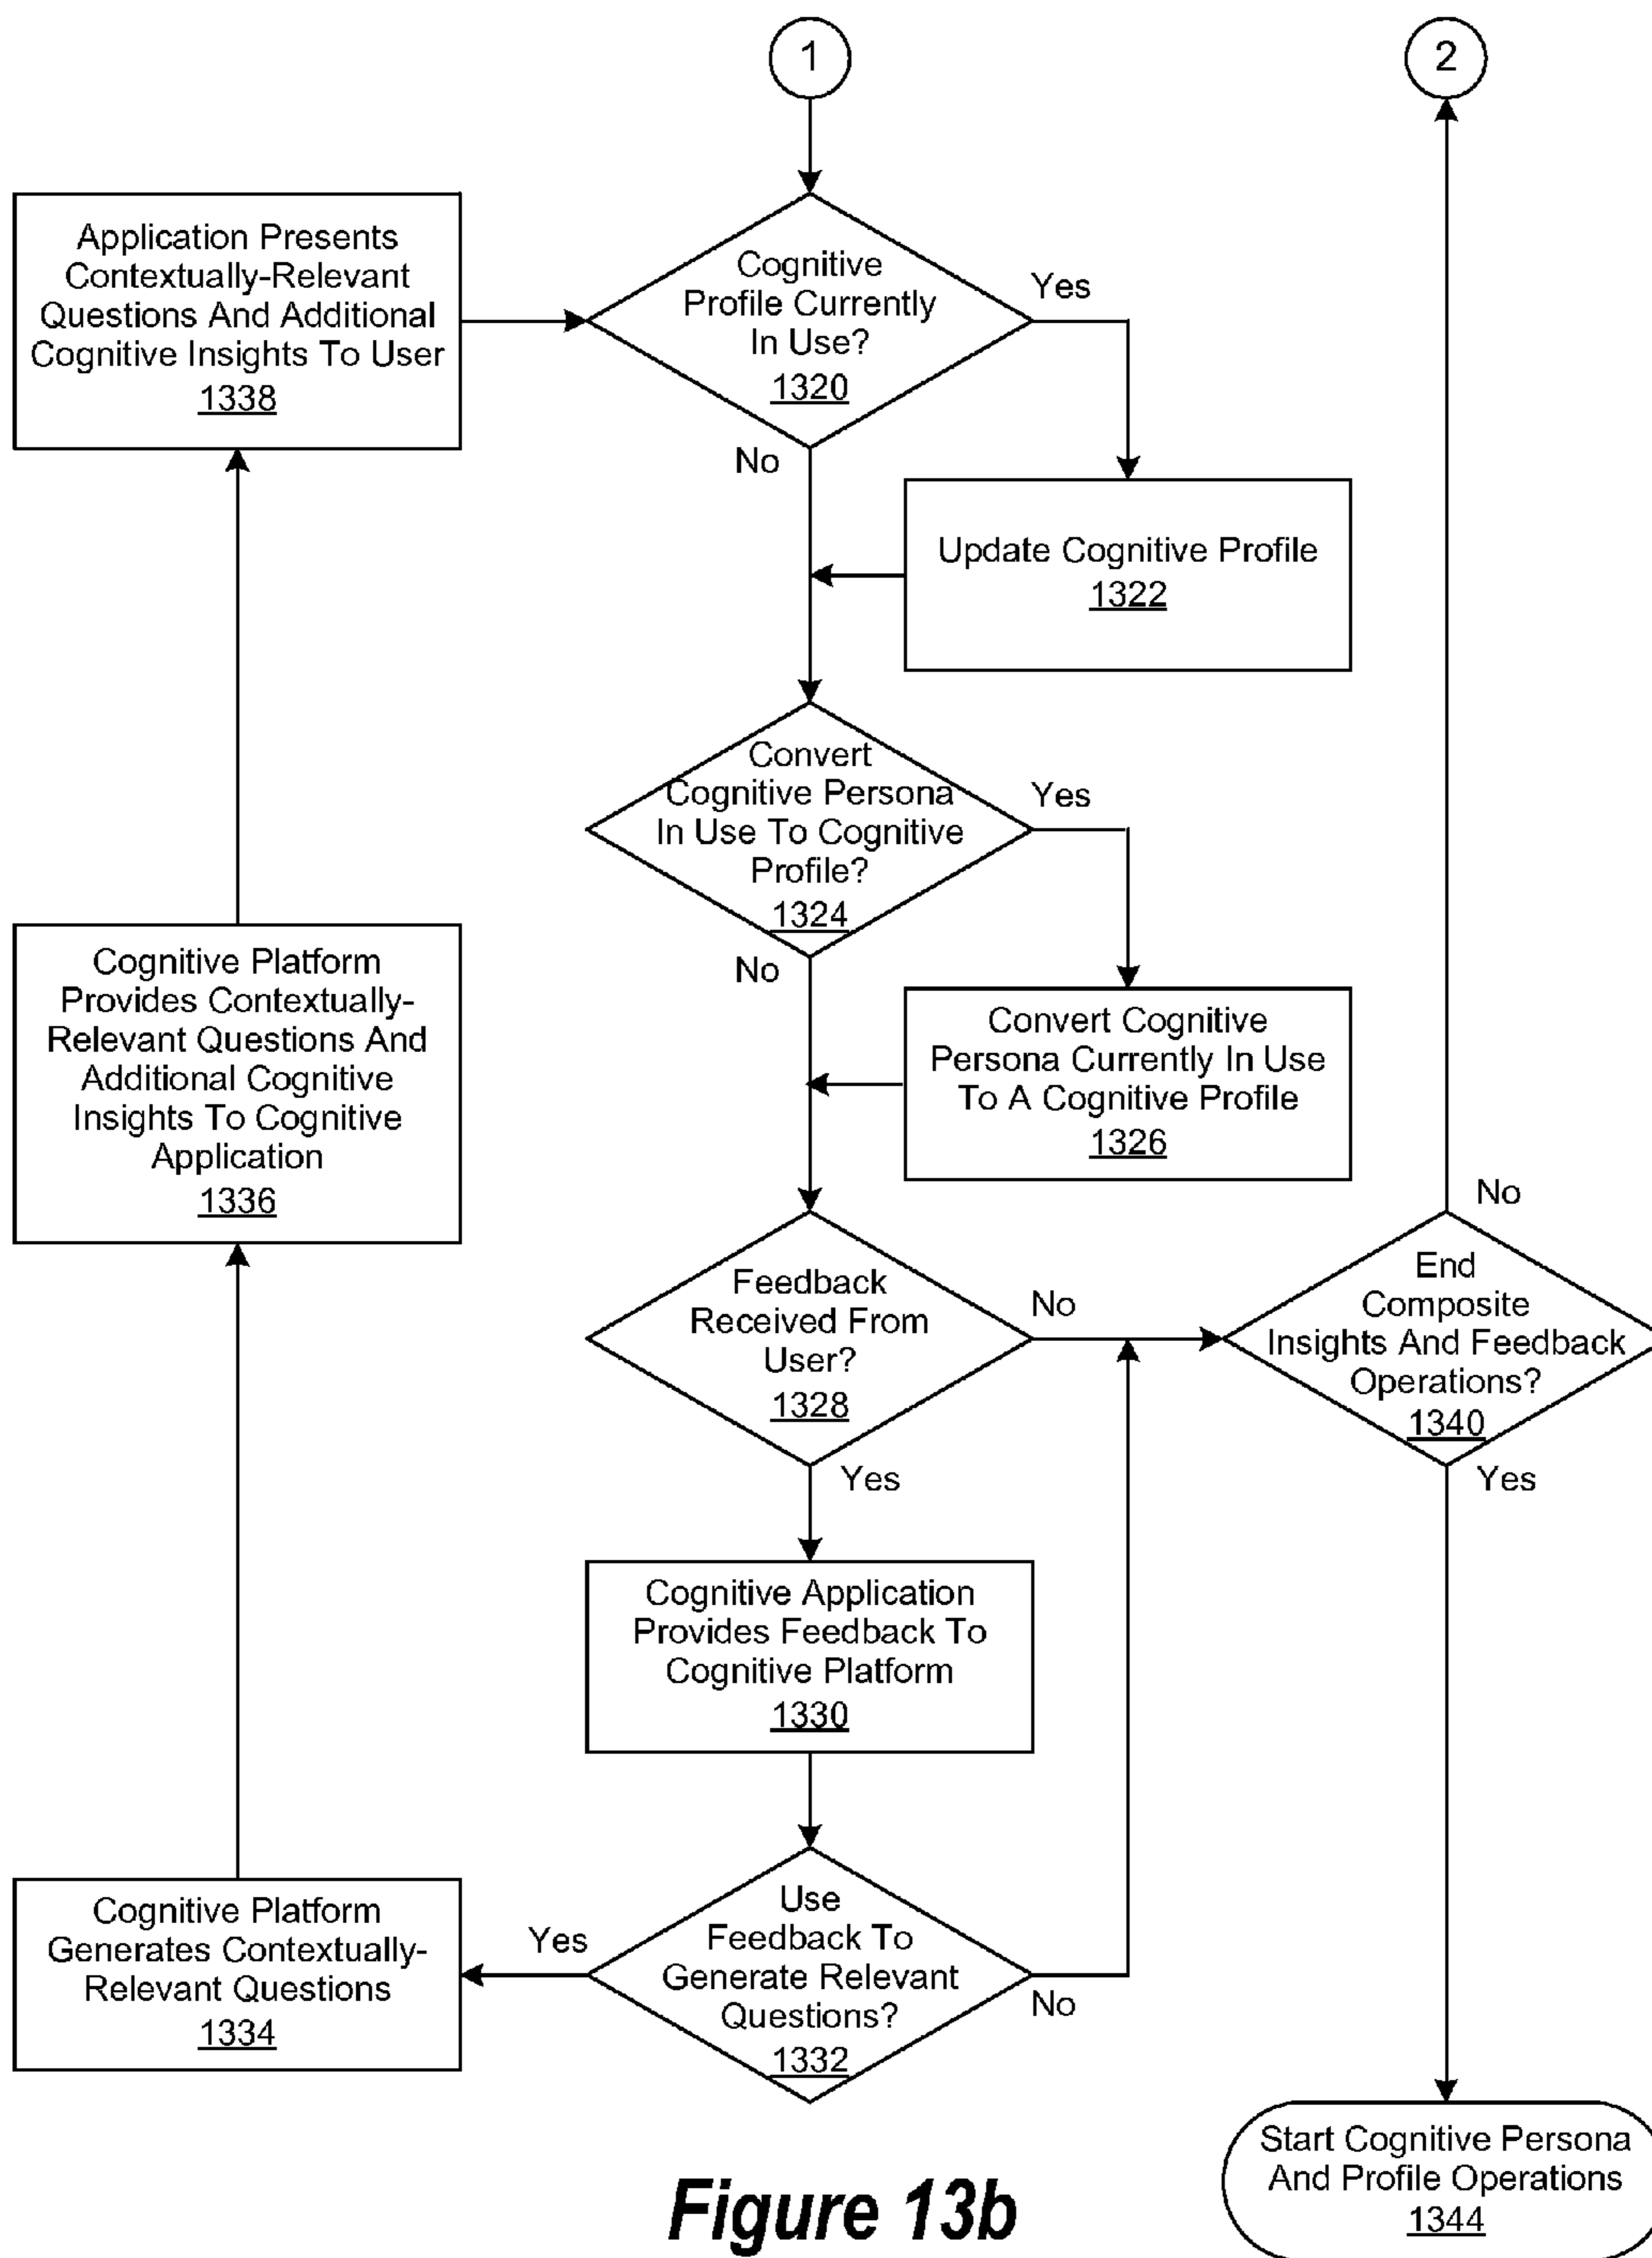 1
2
Application Presents
Contextually-Relevant
Questions And Additional
Cognitive Insights To User
1338
Cognitive
Profile Currently
In Use?
1320
Yes
No
Update Cognitive Profile
1322
Convert
Cognitive Persona
In Use To Cognitive
Profile?
1324
Yes
No
Cognitive Platform
Provides Contextually-
Relevant Questions And
Additional Cognitive
Insights To Cognitive
Application
1336
Convert Cognitive
Persona Currently In Use
To A Cognitive Profile
1326
Feedback
Received From
User?
1328
No
Yes
No
End
Composite
Insights And Feedback
Operations?
1340
Yes
Cognitive Application
Provides Feedback To
Cognitive Platform
1330
Use
Feedback To
Generate Relevant
Questions?
1332
Yes
No
Cognitive Platform
Generates Contextually-
Relevant Questions
1334
Start Cognitive Persona
And Profile Operations
1344
Figure 13b